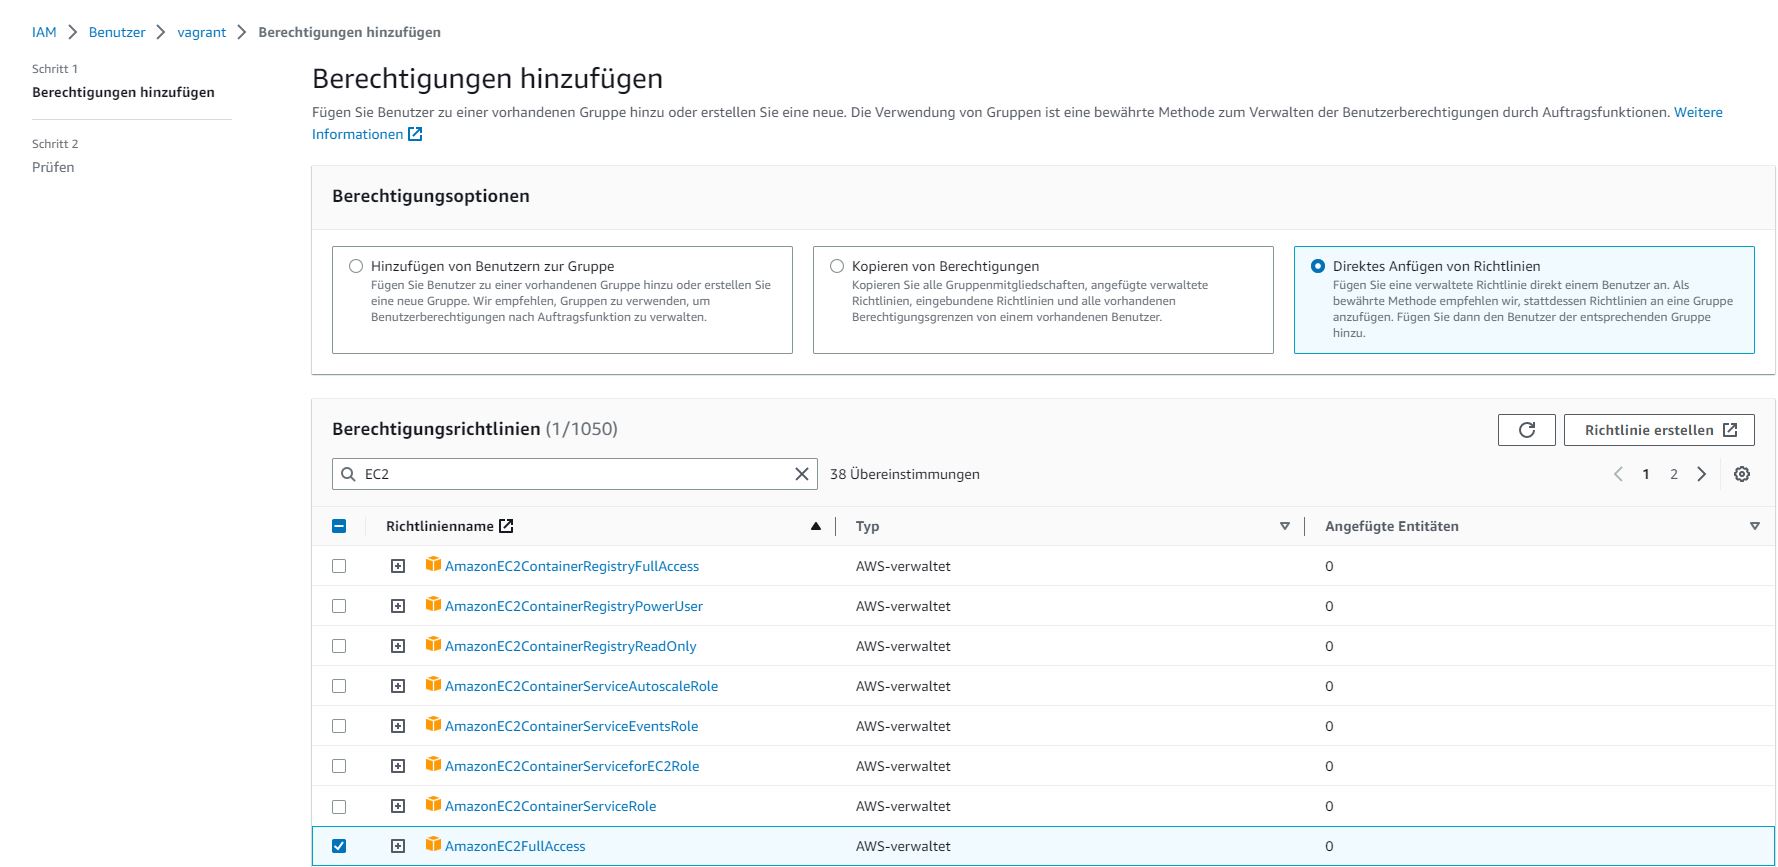 IAM > Benutzer > vagrant > Berechtigungen hinzufügen
Schritt 1
Berechtigungen hinzufügen
Schritt 2
Prüfen
Berechtigungen hinzufügen
Fügen Sie Benutzer zu einer vorhandenen Gruppe hinzu oder erstellen Sie eine neue. Die Verwendung von Gruppen ist eine bewährte Methode zum Verwalten der Benutzerberechtigungen durch Auftragsfunktionen. Weitere
Informationen
Berechtigungsoptionen
Hinzufügen von Benutzern zur Gruppe
Fügen Sie Benutzer zu einer vorhandenen Gruppe hinzu oder erstellen Sie
eine neue Gruppe. Wir empfehlen, Gruppen zu verwenden, um
Benutzerberechtigungen nach Auftragsfunktion zu verwalten.
Kopieren von Berechtigungen
Kopieren Sie alle Gruppenmitgliedschaften, angefügte verwaltete
Richtlinien, eingebundene Richtlinien und alle vorhandenen
Berechtigungsgrenzen von einem vorhandenen Benutzer.
Direktes Anfügen von Richtlinien
Fügen Sie eine verwaltete Richtlinie direkt einem Benutzer an. Als
bewährte Methode empfehlen wir, stattdessen Richtlinien an eine Gruppe
anzufügen. Fügen Sie dann den Benutzer der entsprechenden Gruppe
hinzu.
Berechtigungsrichtlinien (1/1050)
Richtlinie erstellen
EC2
38 Übereinstimmungen
1 2
Richtlinienname Typ Angefügte Entitäten
AmazonEC2ContainerRegistryFullAccess AWS-verwaltet 0
AmazonEC2ContainerRegistryPowerUser AWS-verwaltet 0
AmazonEC2ContainerRegistryReadOnly AWS-verwaltet 0
AmazonEC2ContainerServiceAutoscaleRole AWS-verwaltet 0
AmazonEC2ContainerServiceEventsRole AWS-verwaltet 0
AmazonEC2ContainerServiceforEC2Role AWS-verwaltet 0
AmazonEC2ContainerServiceRole AWS-verwaltet 0
AmazonEC2FullAccess AWS-verwaltet 0